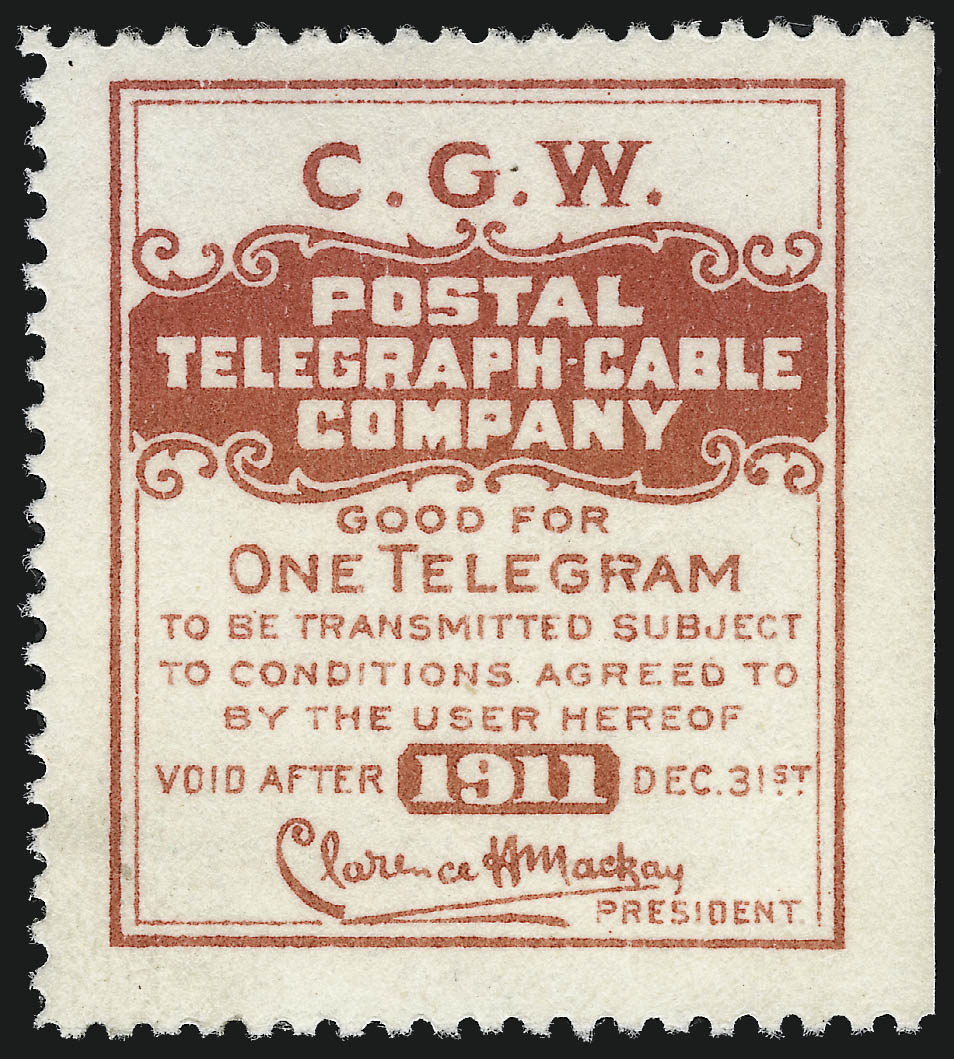 C.G.W.
POSTAL
TELEGRAPH-CABLE
COMPANY
GOOD FOR
ONE TELEGRAM
TO BE TRANSMITTED SUBJECT
TO CONDITIONS AGREED TO
BY THE USER HEREOF
VOID AFTER 1911 DEC. 31ST.
Clarence H Mackay
PRESIDENT.